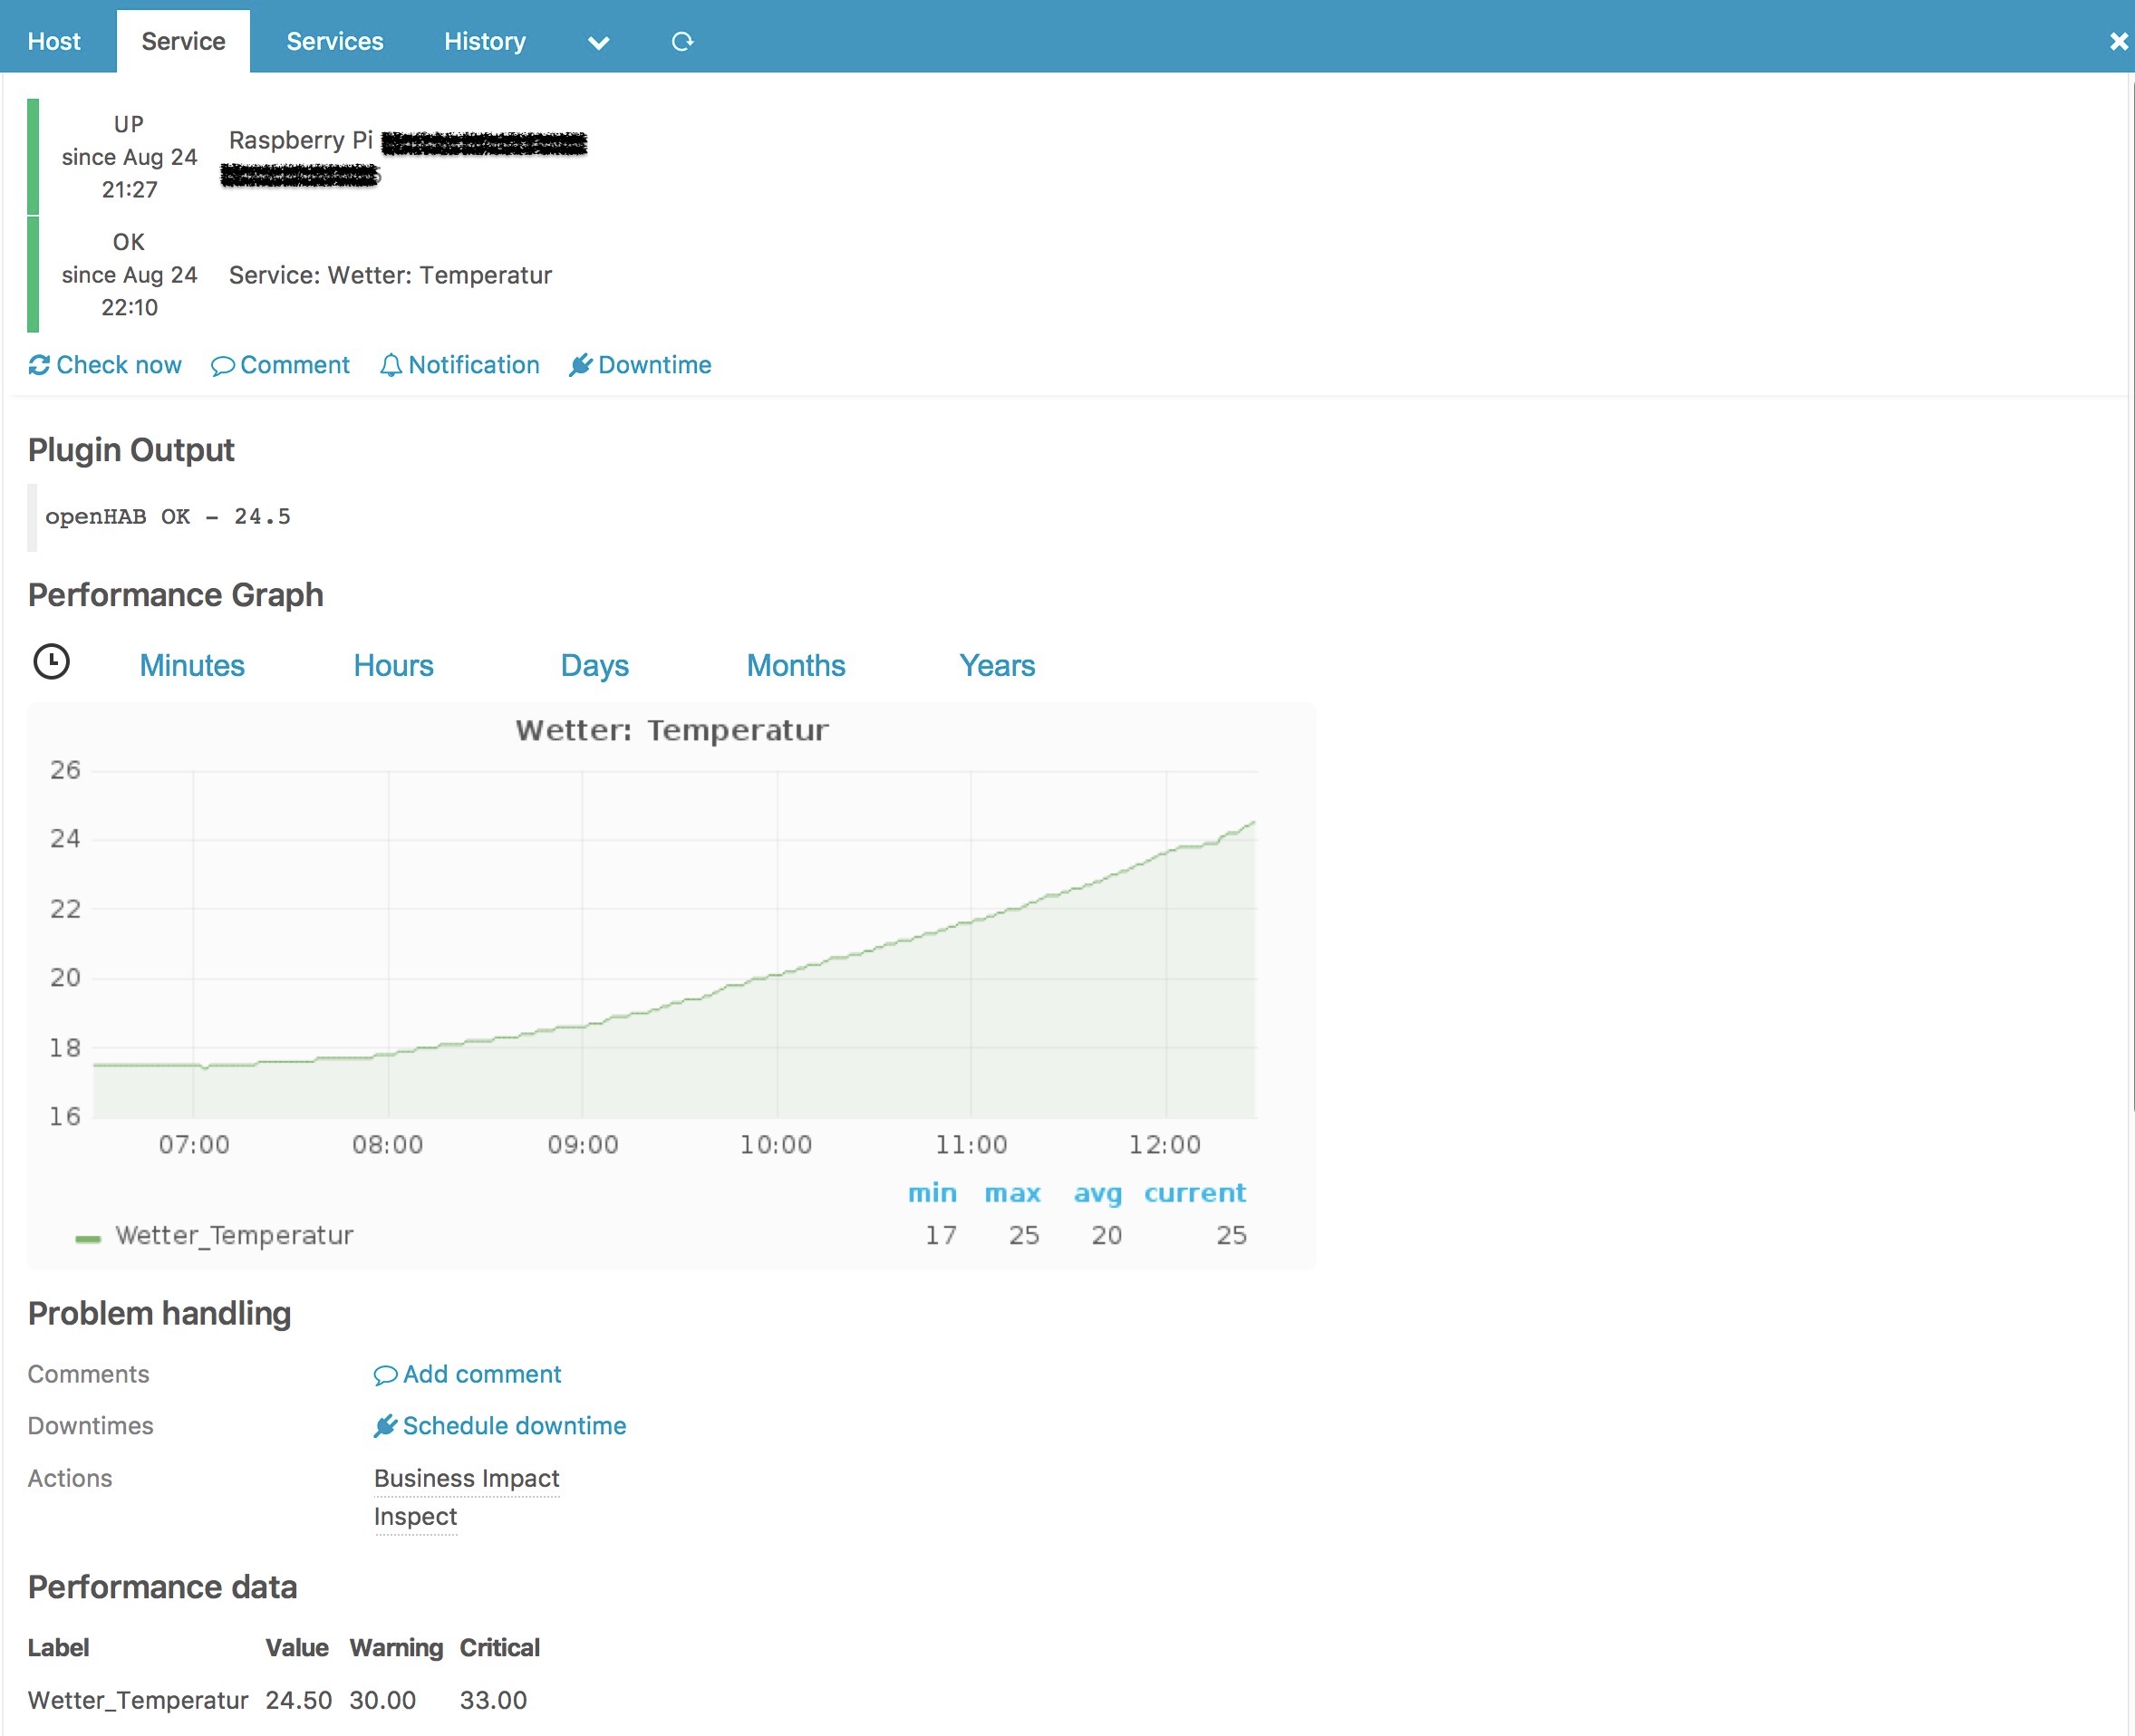 Host Service Services History
UP
since Aug 24
21:27
Raspberry Pi
OK
since Aug 24
22:10
Service: Wetter: Temperatur
Check now Comment Notification Downtime
Plugin Output
openHAB OK - 24.5
Performance Graph
Minutes Hours Days Months Years
Wetter: Temperatur
26
24
22
20
18
16
07:00 08:00 09:00 10:00 11:00 12:00
min max avg current
Wetter_Temperatur 17 25 20 25
Problem handling
Comments Add comment
Downtimes Schedule downtime
Actions Business Impact
Inspect
Performance data
Label Value Warning Critical
Wetter_Temperatur 24.50 30.00 33.00